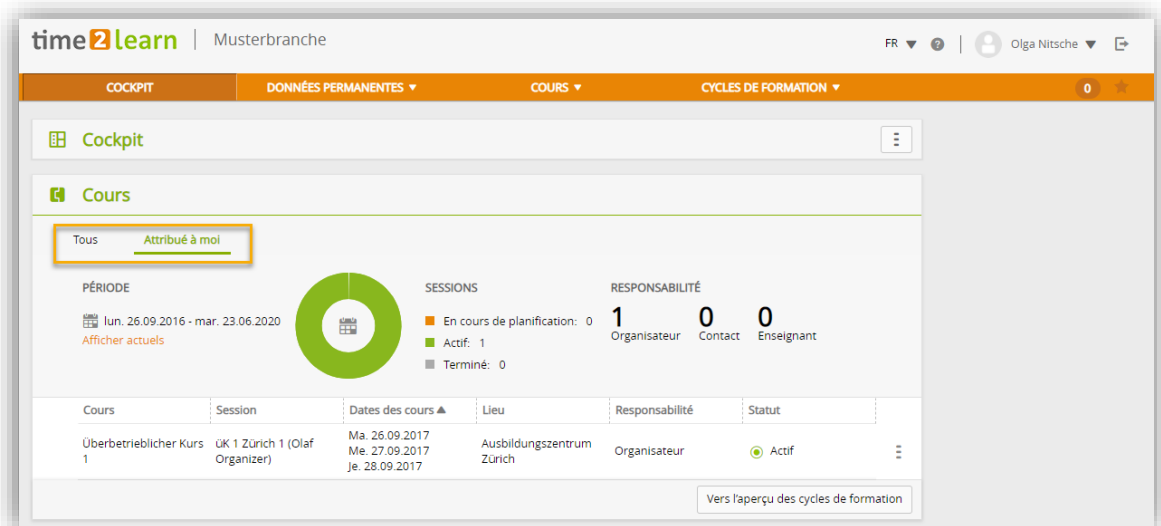 time2learn | Musterbranche
FR ▼ ? | Olga Nitsche ▼
COCKPIT DONNÉES PERMANENTES ▼ COURS ▼ CYCLES DE FORMATION ▼ 0
Cockpit
Cours
Tous Attribué à moi
PÉRIODE SESSIONS RESPONSABILITÉ
lun. 26.09.2016 - mar. 23.06.2020 En cours de planification: 0 1 0 0
Afficher actuels Actif: 1 Organisateur Contact Enseignant
Terminé: 0
Cours Session Dates des cours ▲ Lieu Responsabilité Statut
Überbetrieblicher Kurs 1
üK 1 Zürich 1 (Olaf Organizer)
Ma. 26.09.2017
Me. 27.09.2017
Je. 28.09.2017
Ausbildungszentrum
Zürich
Organisateur
Actif
Vers l'aperçu des cycles de formation